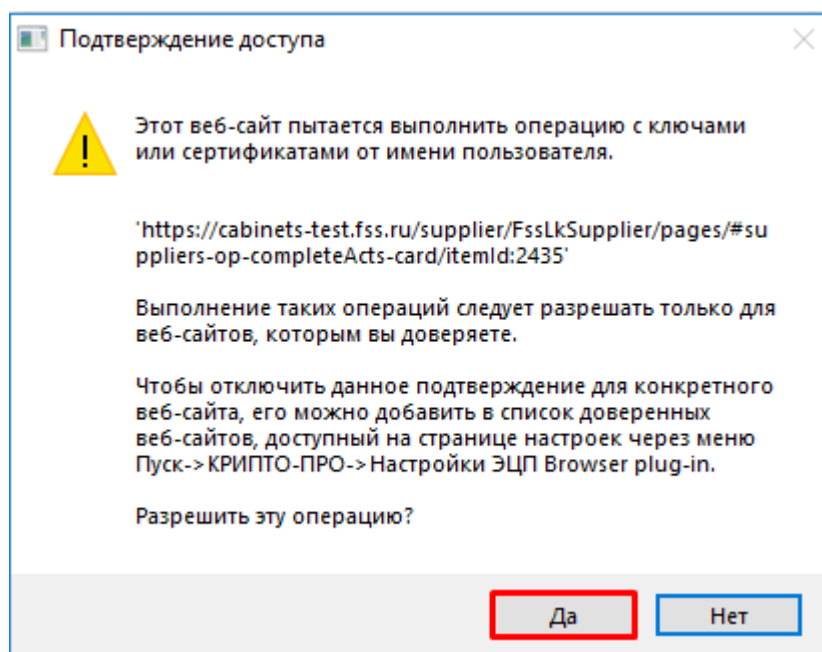 Подтверждение доступа
Этот веб-сайт пытается выполнить операцию с ключами
или сертификатами от имени пользователя.
'https://cabinets-test.fss.ru/supplier/FssLkSupplier/pages/#su
ppliers-op-completeActs-card/itemId:2435'
Выполнение таких операций следует разрешать только для
веб-сайтов, которым вы доверяете.
Чтобы отключить данное подтверждение для конкретного
веб-сайта, его можно добавить в список доверенных
веб-сайтов, доступный на странице настроек через меню
Пуск->КРИПТО-ПРО->Настройки ЭЦП Browser plug-in.
Разрешить эту операцию?
Да
Нет